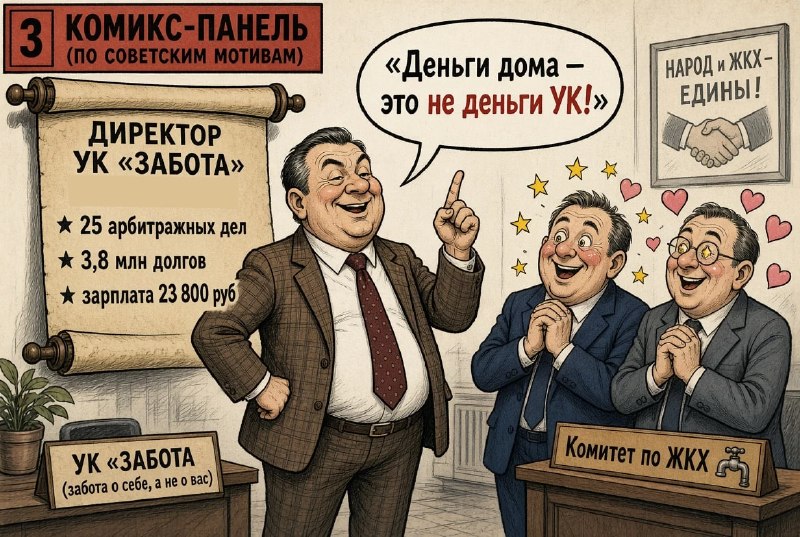 3
КОМИКС-ПАНЕЛЬ
(ПО СОВЕТСКИМ МОТИВАМ)
ДИРЕКТОР
УК «ЗАБОТА»
★ 25 арбитражных дел
★ 3,8 млн долгов
★ зарплата 23 800 руб
«Деньги дома –
это не деньги УК!»
НАРОД и ЖКХ-
ЕДИНЫ!
УК «ЗАБОТА
(забота о себе, а не о вас)
Комитет по ЖКХ